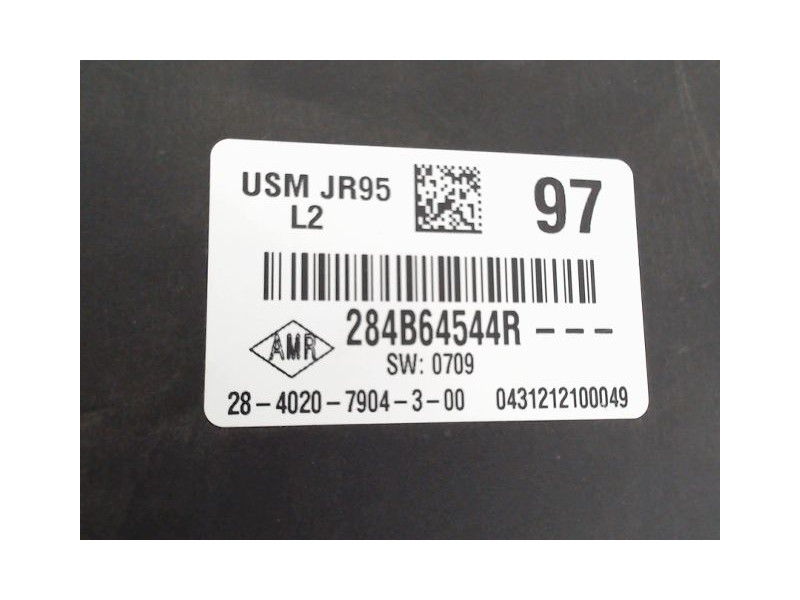 USM JR95
L2
97
284B64544R - - -
AMR
SW: 0709
28-4020-7904-3-00 0431212100049